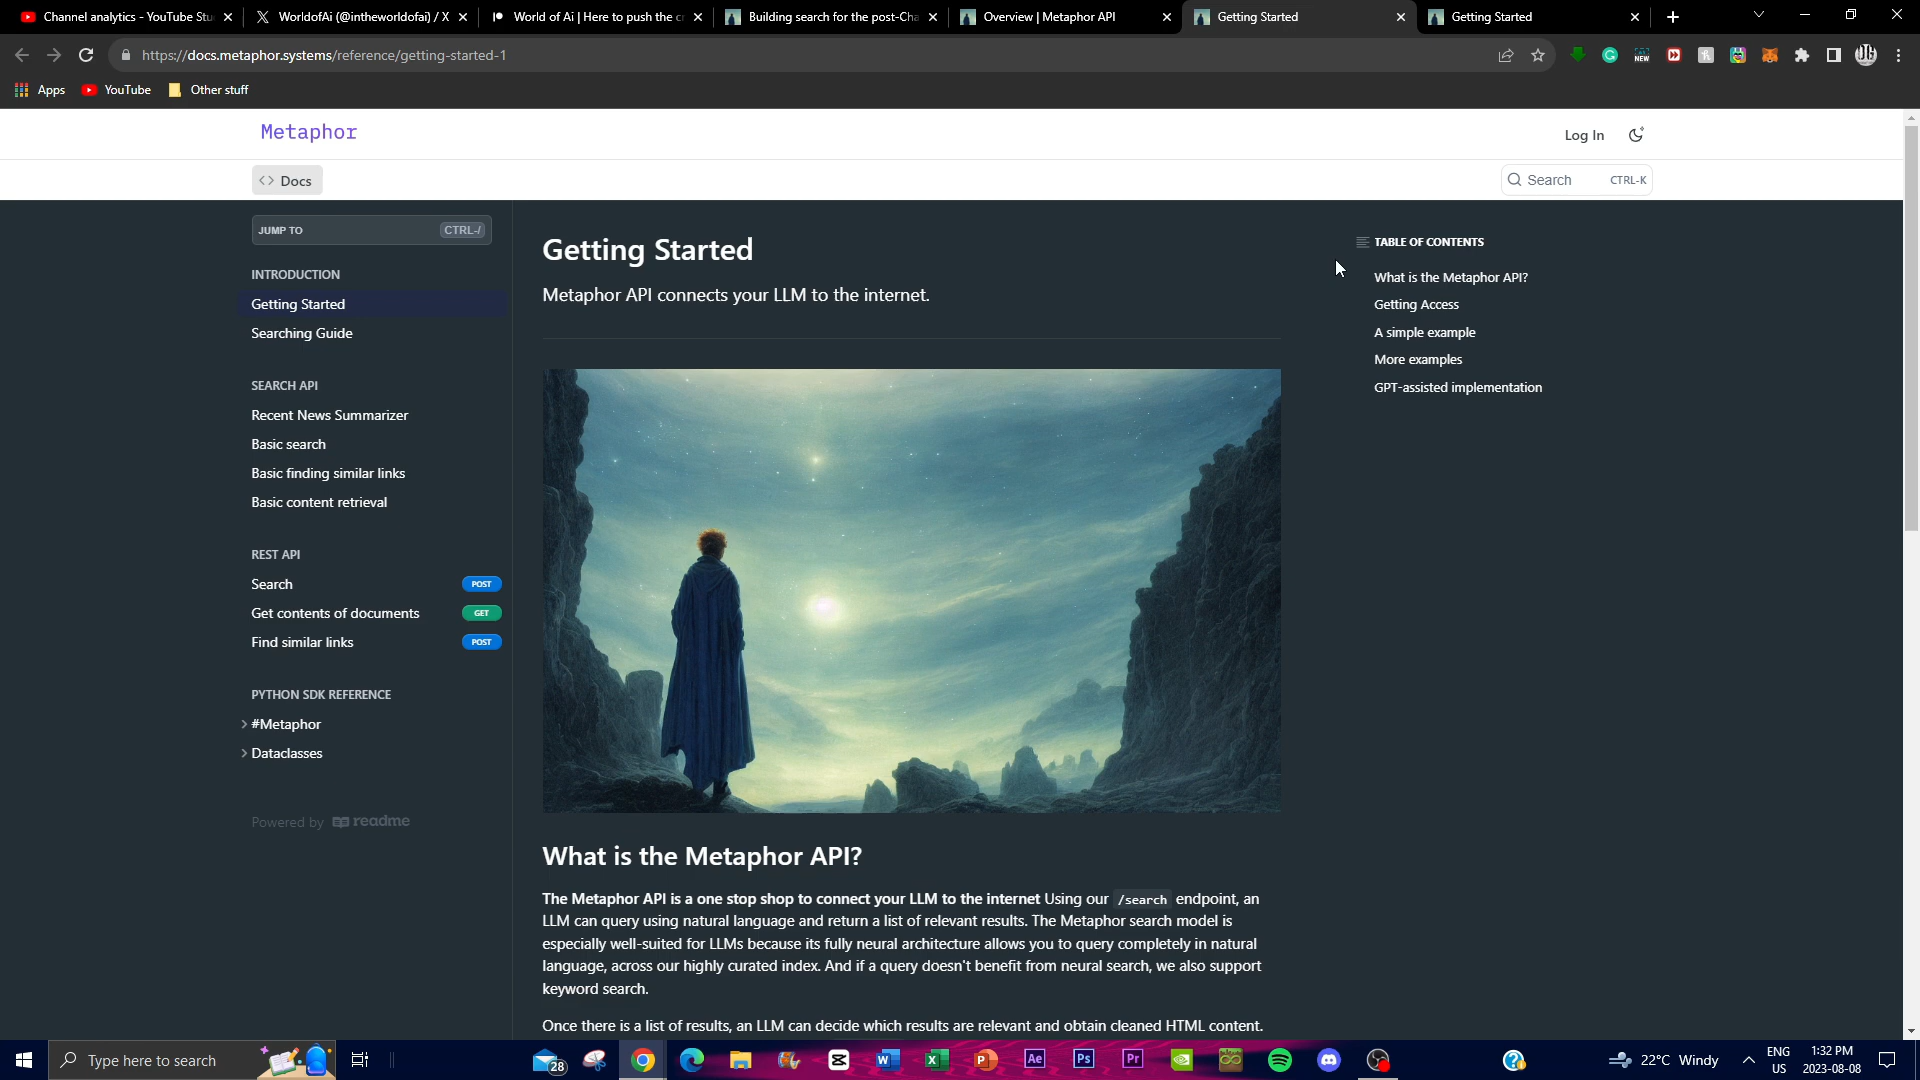 Channel analytics - YouTube Stu
WorldofAi (@intheworldofai) / X
World of Ai | Here to push the c
Building search for the post-Cha
Overview | Metaphor API
Getting Started
Getting Started
https://docs.metaphor.systems/reference/getting-started-1
Apps
YouTube
Other stuff
Metaphor
Log In
<> Docs
Search CTRL-K
JUMP TO CTRL-/
INTRODUCTION
Getting Started
Searching Guide
SEARCH API
Recent News Summarizer
Basic search
Basic finding similar links
Basic content retrieval
REST API
Search POST
Get contents of documents GET
Find similar links POST
PYTHON SDK REFERENCE
#Metaphor
Dataclasses
Powered by readme
Getting Started
Metaphor API connects your LLM to the internet.
What is the Metaphor API?
The Metaphor API is a one stop shop to connect your LLM to the internet Using our /search endpoint, an
LLM can query using natural language and return a list of relevant results. The Metaphor search model is
especially well-suited for LLMs because its fully neural architecture allows you to query completely in natural
language, across our highly curated index. And if a query doesn't benefit from neural search, we also support
keyword search.
Once there is a list of results, an LLM can decide which results are relevant and obtain cleaned HTML content.
TABLE OF CONTENTS
What is the Metaphor API?
Getting Access
A simple example
More examples
GPT-assisted implementation
Type here to search
28
Ae
Ps
Pr
22°C Windy
ENG
US
1:32 PM
2023-08-08